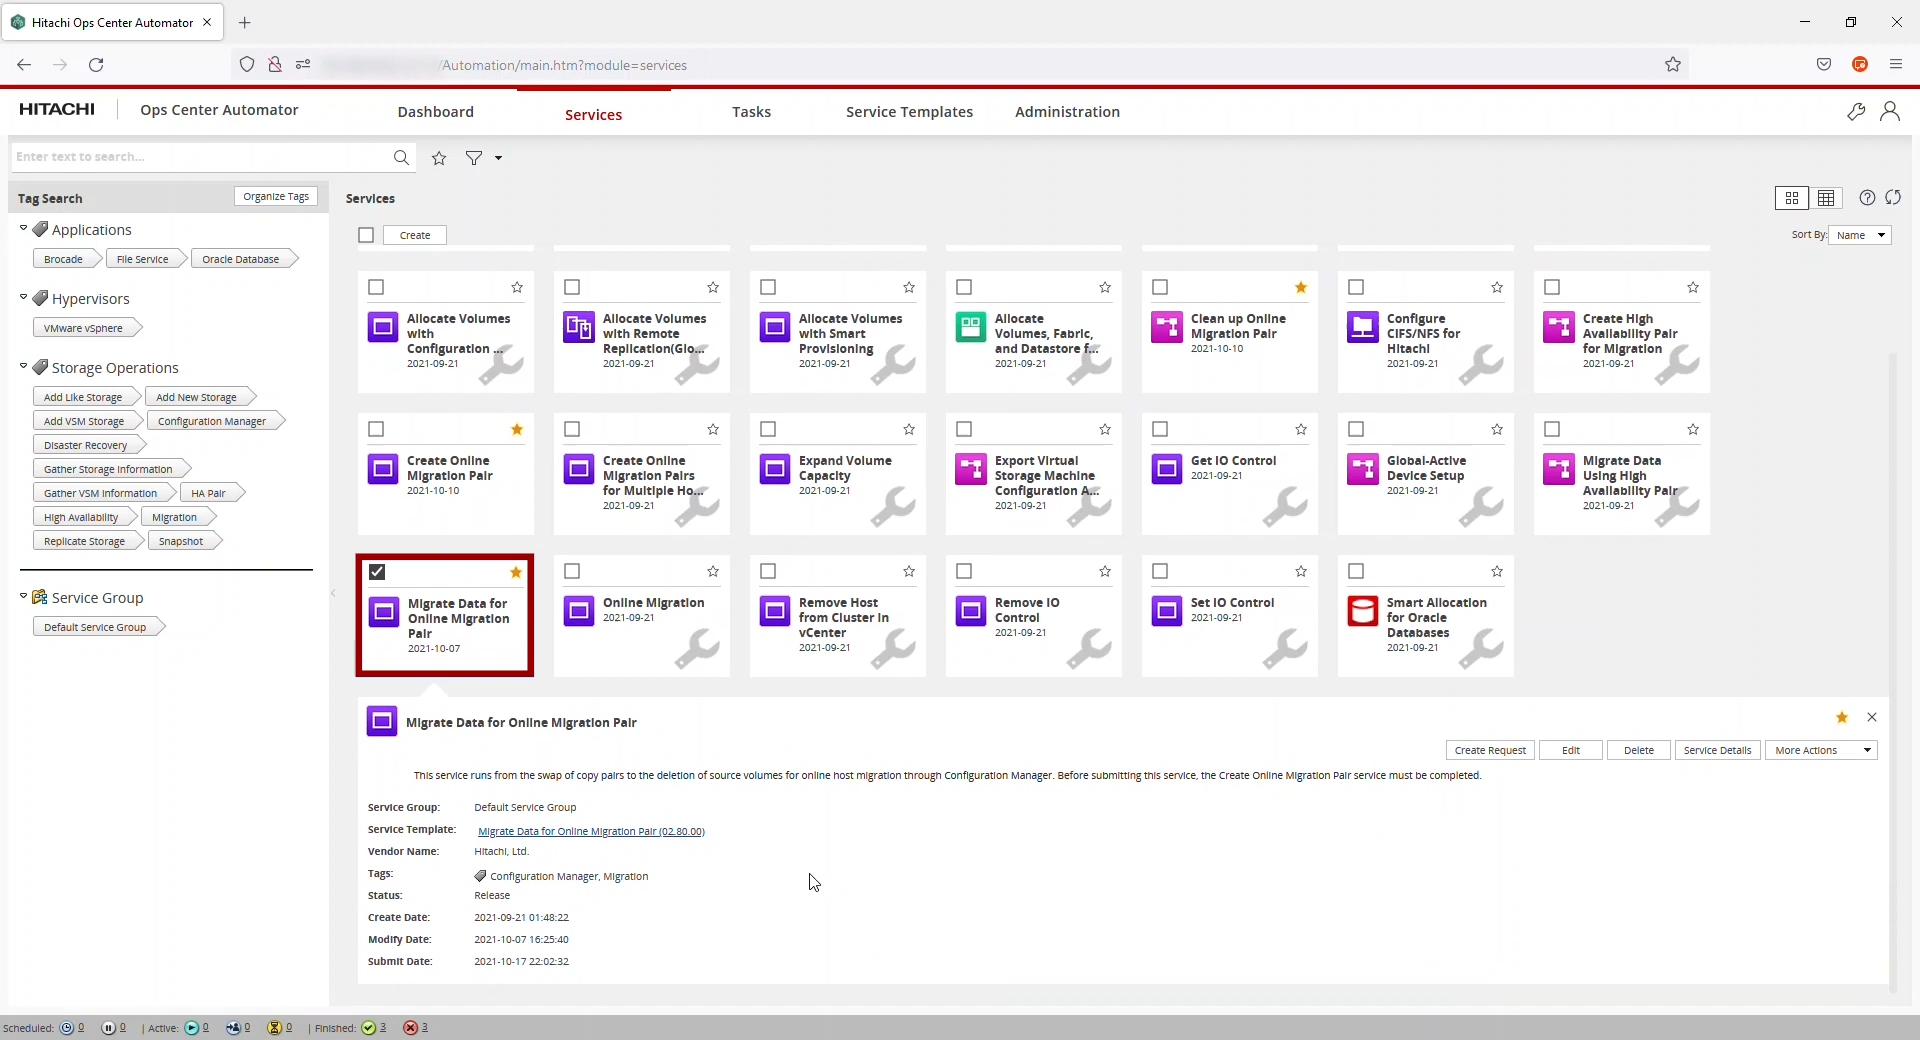 Hitachi Ops Center Automator
/Automation/main.htm?module=services
HITACHI
Ops Center Automator
Dashboard
Services
Tasks
Service Templates
Administration
Enter text to search...
Tag Search
Organize Tags
Applications
Brocade
File Service
Oracle Database
Hypervisors
VMware vSphere
Storage Operations
Add Like Storage
Add New Storage
Add VSM Storage
Configuration Manager
Disaster Recovery
Gather Storage Information
Gather VSM Information
HA Pair
High Availability
Migration
Replicate Storage
Snapshot
Service Group
Default Service Group
Services
Create
Sort By:
Name
Allocate Volumes
with
Configuration ...
2021-09-21
Allocate Volumes
with Remote
Replication(Glo...
2021-09-21
Allocate Volumes
with Smart
Provisioning
2021-09-21
Allocate
Volumes, Fabric,
and Datastore f...
2021-09-21
Clean up Online
Migration Pair
2021-10-10
Configure
CIFS/NFS for
Hitachi
2021-09-21
Create High
Availability Pair
for Migration
2021-09-21
Create Online
Migration Pair
2021-10-10
Create Online
Migration Pairs
for Multiple Ho...
2021-09-21
Expand Volume
Capacity
2021-09-21
Export Virtual
Storage Machine
Configuration A...
2021-09-21
Get IO Control
2021-09-21
Global-Active
Device Setup
2021-09-21
Migrate Data
Using High
Availability Pair
2021-09-21
Migrate Data for
Online Migration
Pair
2021-10-07
Online Migration
2021-09-21
Remove Host
from Cluster in
vCenter
2021-09-21
Remove IO
Control
2021-09-21
Set IO Control
2021-09-21
Smart Allocation
for Oracle
Databases
2021-09-21
Migrate Data for Online Migration Pair
Create Request
Edit
Delete
Service Details
More Actions
This service runs from the swap of copy pairs to the deletion of source volumes for online host migration through Configuration Manager. Before submitting this service, the Create Online Migration Pair service must be completed.
Service Group: Default Service Group
Service Template: Migrate Data for Online Migration Pair (02.80.00)
Vendor Name: Hitachi, Ltd.
Tags: Configuration Manager, Migration
Status: Release
Create Date: 2021-09-21 01:48:22
Modify Date: 2021-10-07 16:25:40
Submit Date: 2021-10-17 22:02:32
Scheduled: 0 0 | Active: 0 0 0 | Finished: 3 3